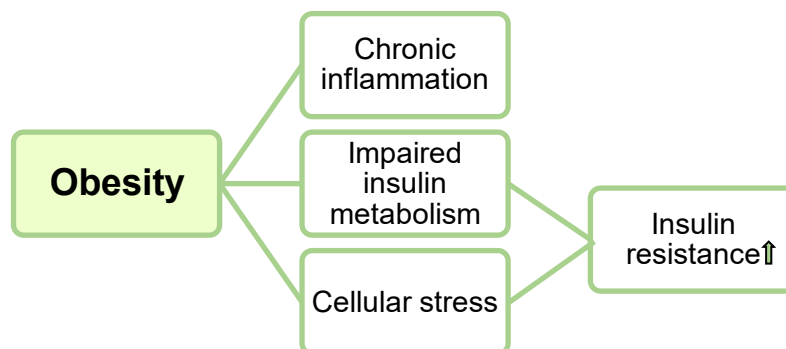 Obesity
Chronic
inflammation
Impaired
insulin
metabolism
Cellular stress
Insulin
resistance⇧